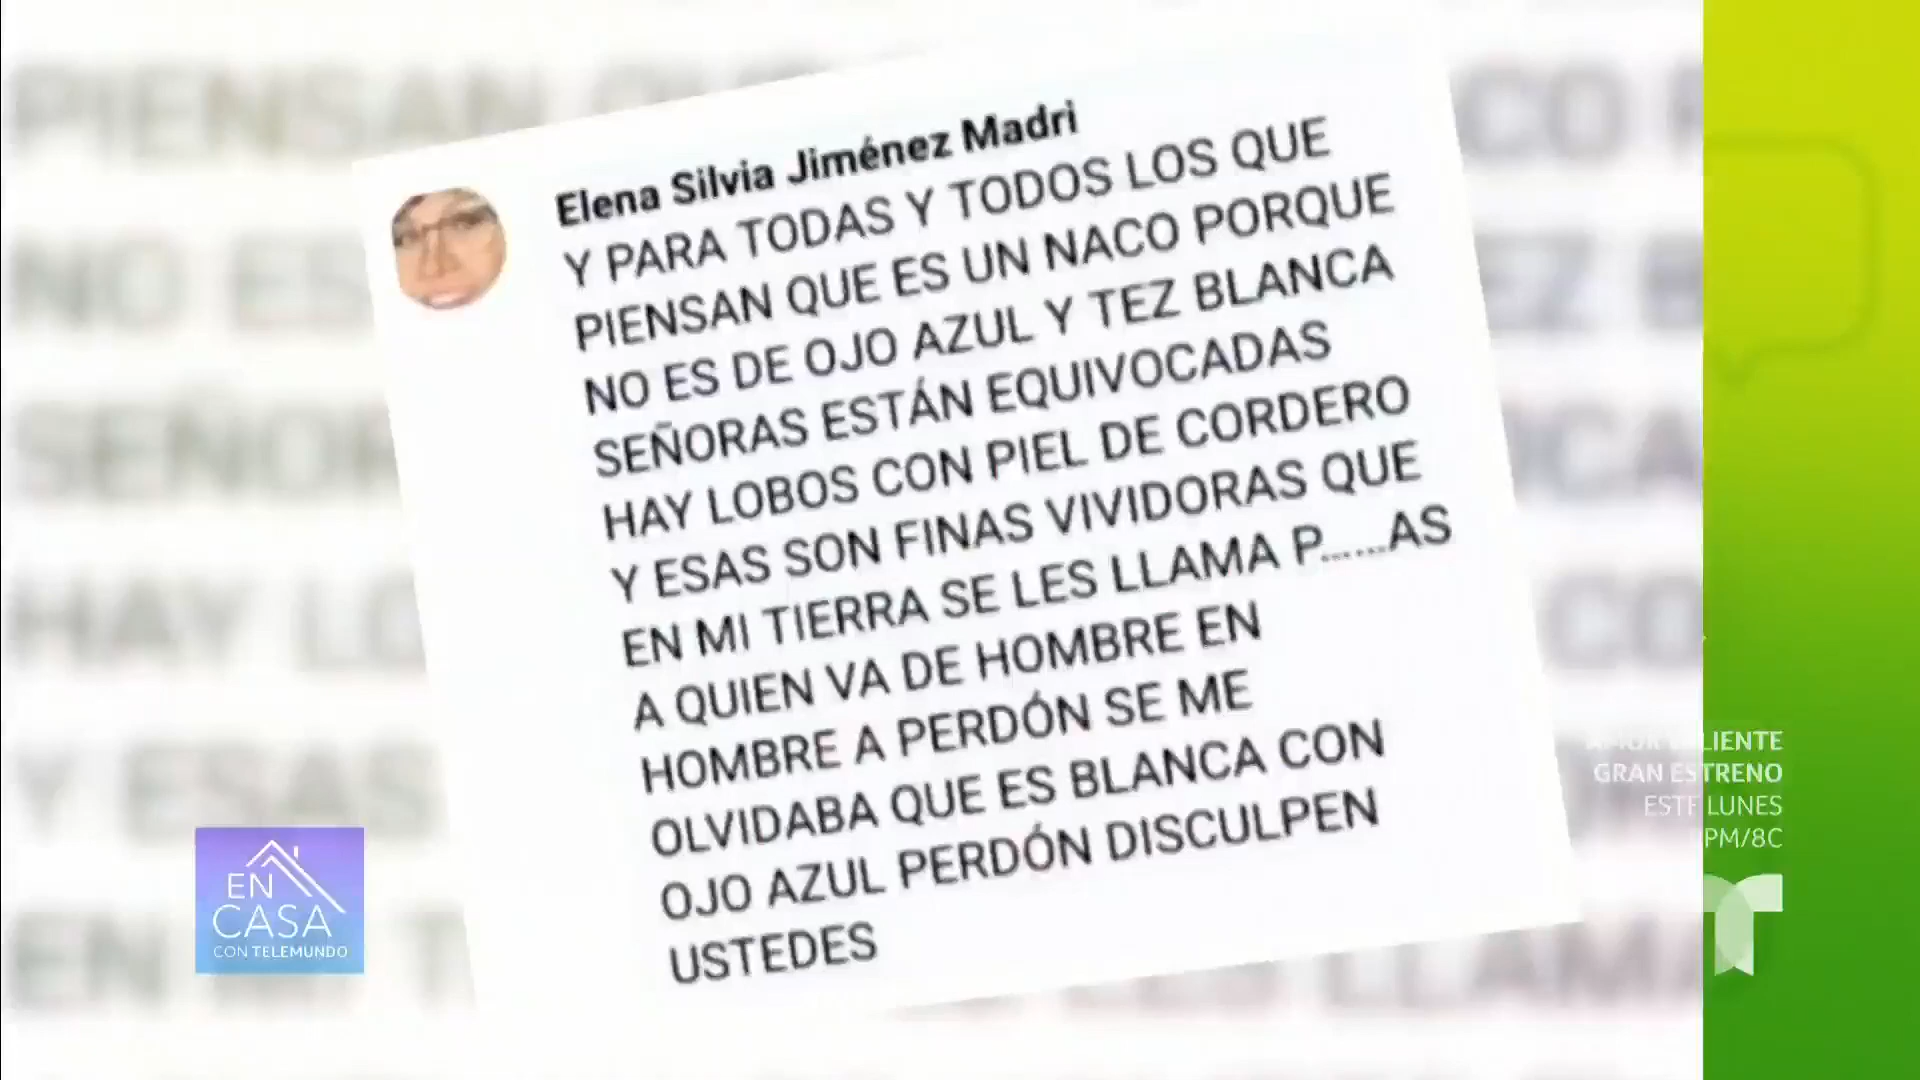 Elena Silvia Jiménez Madri
Y PARA TODAS Y TODOS LOS QUE
PIENSAN QUE ES UN NACO PORQUE
NO ES DE OJO AZUL Y TEZ BLANCA
SEÑORAS ESTÁN EQUIVOCADAS
HAY LOBOS CON PIEL DE CORDERO
Y ESAS SON FINAS VIVIDORAS QUE
EN MI TIERRA SE LES LLAMA P......AS
A QUIEN VA DE HOMBRE EN
HOMBRE A PERDÓN SE ME
OLVIDABA QUE ES BLANCA CON
OJO AZUL PERDÓN DISCULPEN
USTEDES
EN
CASA
CON TELEMUNDO
GRAN ESTRENO
ESTE LUNES
PM/8C